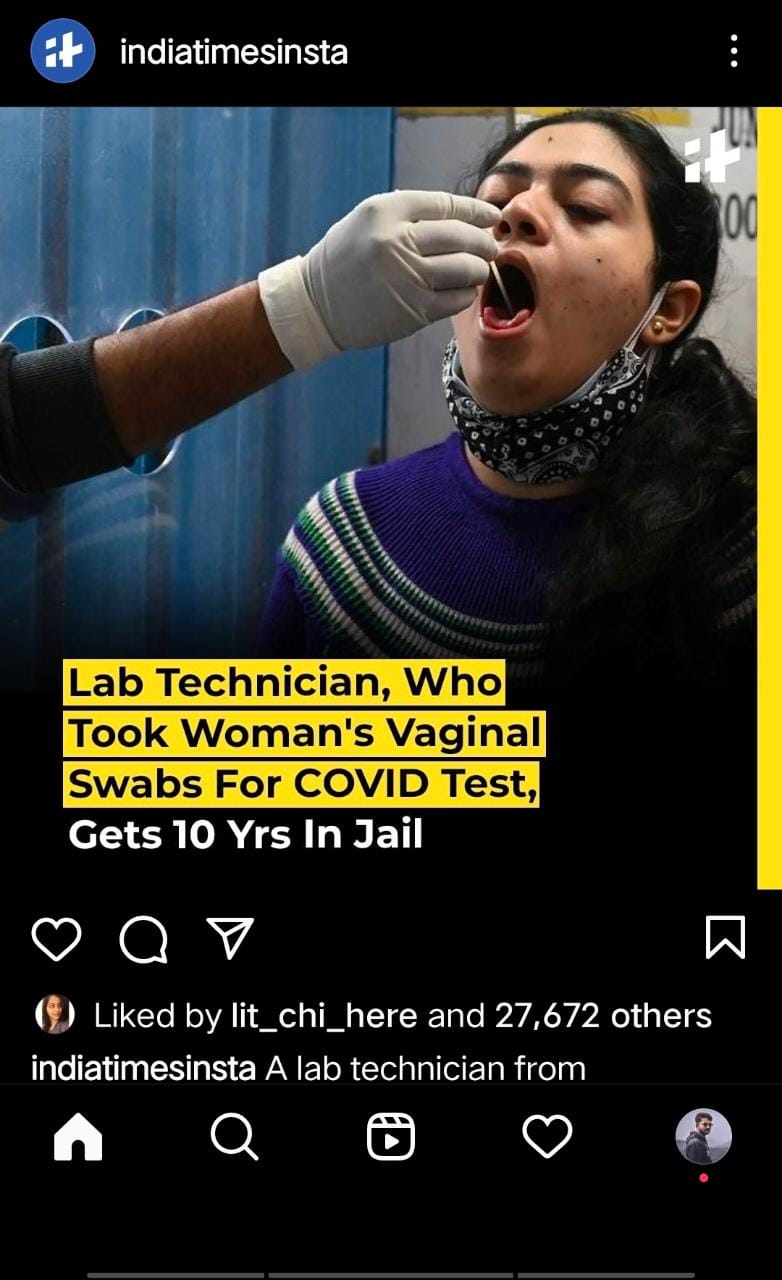 indiatimesinsta
JUN
Lab Technician, Who
Took Woman's Vaginal
Swabs For COVID Test,
Gets 10 Yrs In Jail
Liked by lit_chi_here and 27,672 others
indiatimesinsta A lab technician from